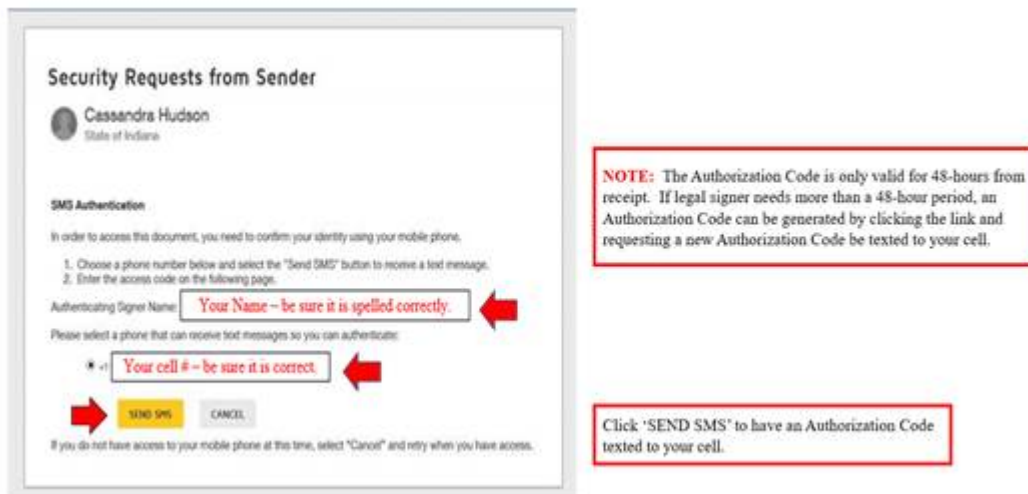 Security Requests from Sender
Cassandra Hudson
State of Indiana
SMS Authentication
In order to access this document, you need to confirm your identity using your mobile phone.
1. Choose a phone number below and select the "Send SMS" button to receive a text message.
2. Enter the access code on the following page.
Authenticating Signer Name: Your Name – be sure it is spelled correctly.
Please select a phone that can receive text messages so you can authenticate:
+1 Your cell # – be sure it is correct.
SEND SMS CANCEL
If you do not have access to your mobile phone at this time, select "Cancel" and retry when you have access.
NOTE: The Authorization Code is only valid for 48-hours from
receipt. If legal signer needs more than a 48-hour period, an
Authorization Code can be generated by clicking the link and
requesting a new Authorization Code be texted to your cell.
Click ‘SEND SMS’ to have an Authorization Code
texted to your cell.